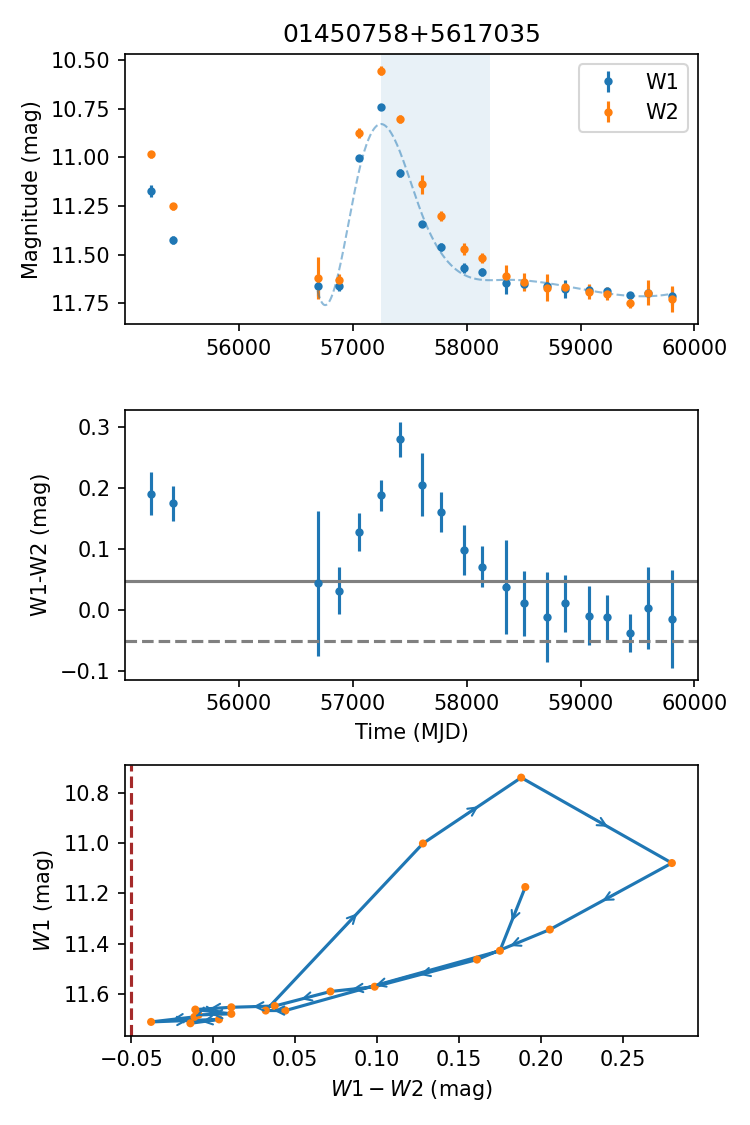 01450758+5617035
10.50
10.75
11.00
11.25
11.50
11.75
Magnitude (mag)
W1
W2
56000 57000 58000 59000 60000
0.3
0.2
0.1
0.0
−0.1
W1-W2 (mag)
56000 57000 58000 59000 60000
Time (MJD)
10.8
11.0
11.2
11.4
11.6
W1 (mag)
−0.05 0.00 0.05 0.10 0.15 0.20 0.25
W1 − W2 (mag)